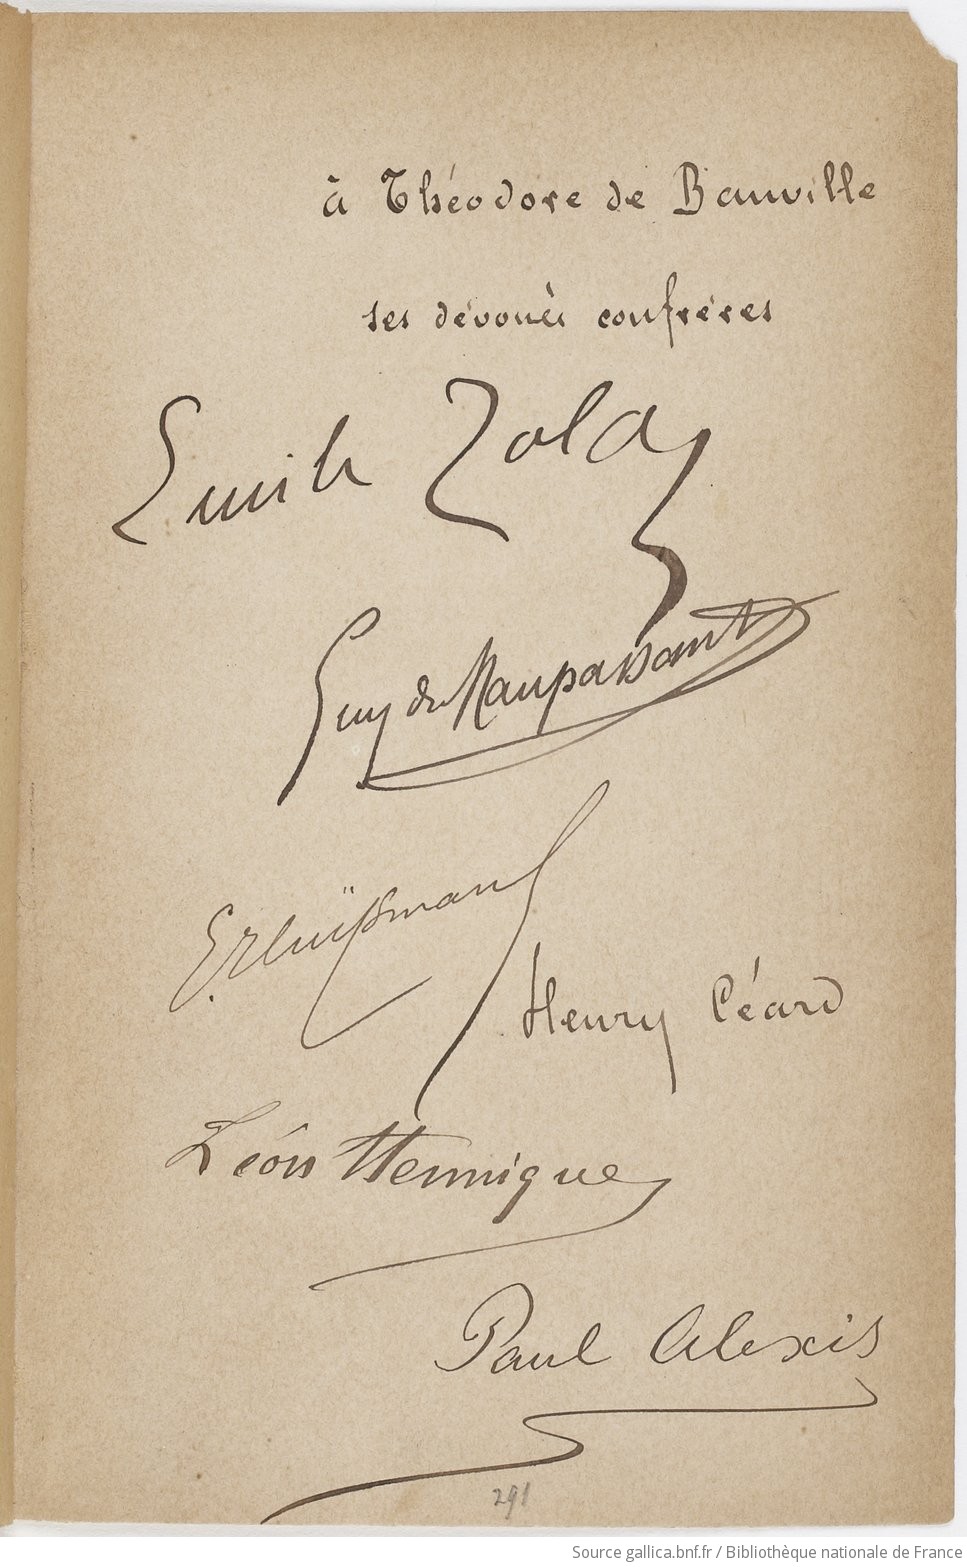 à Théodore de Banville
ses dévoués confrères
Emile Zola
Guy de Maupassant
Henry Céard
Léon Hennique
Paul Alexis
291
Source gallica.bnf.fr / Bibliothèque nationale de France